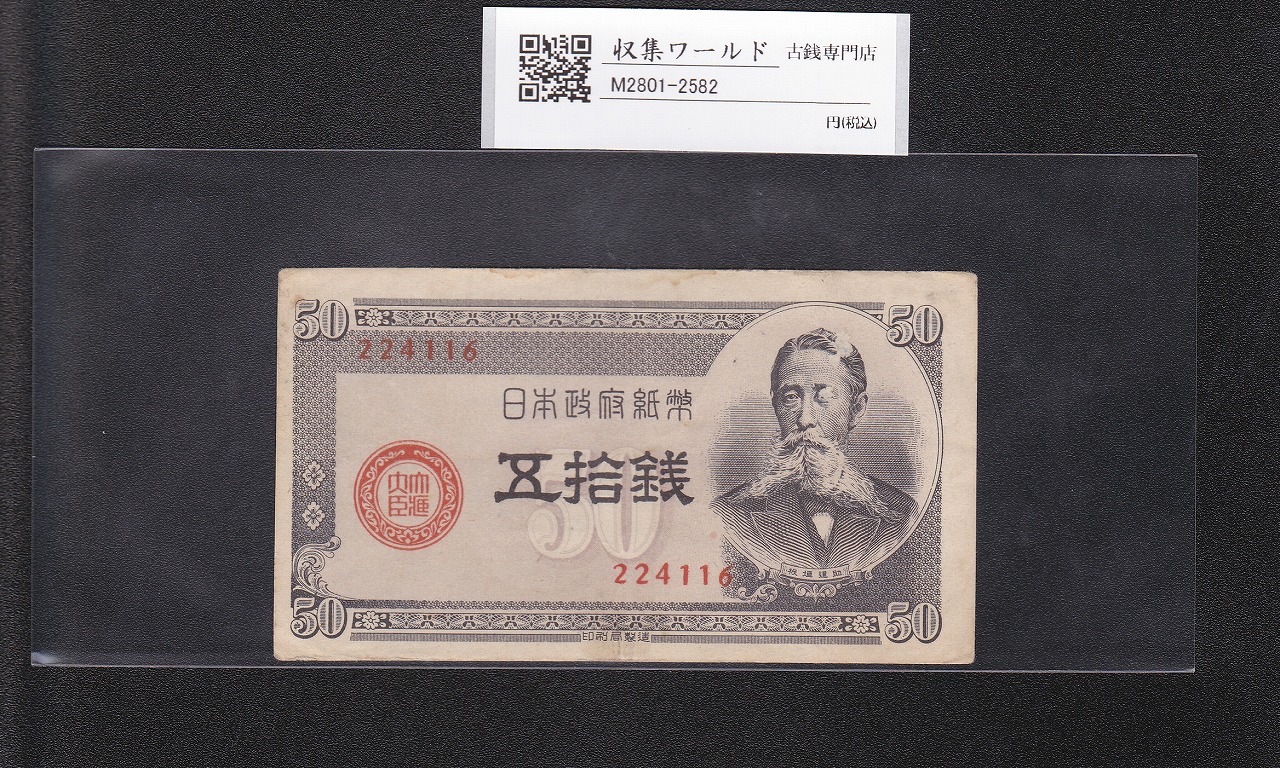 収集ワールド 古銭専門店
M2801-2582
円(税込)
50 50
224116
日本政府紙幣
五拾銭
50
大蔵大臣
224116
板垣退助
50 50
印刷局製造